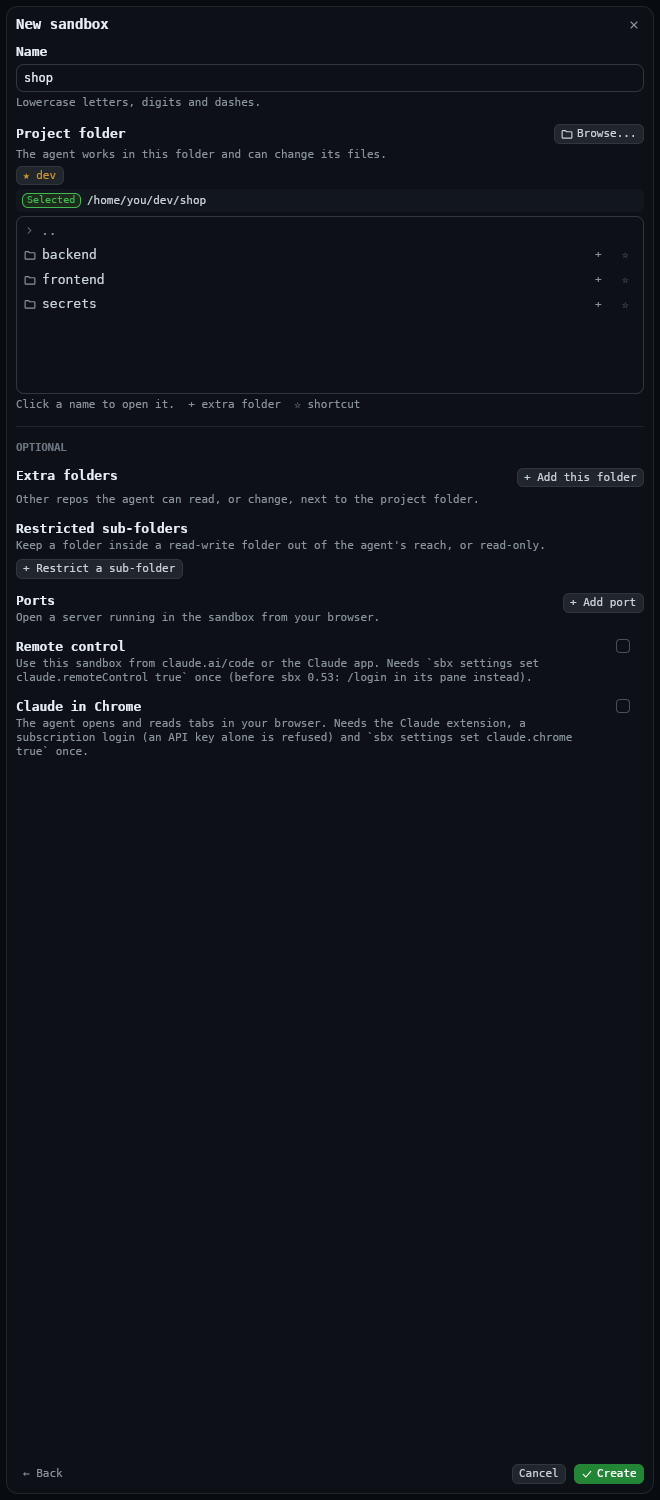 New sandbox ×
Name
shop
Lowercase letters, digits and dashes.
Project folder Browse...
The agent works in this folder and can change its files.
★ dev
Selected /home/you/dev/shop
> ..
backend + ☆
frontend + ☆
secrets + ☆
Click a name to open it. + extra folder ☆ shortcut
OPTIONAL
Extra folders + Add this folder
Other repos the agent can read, or change, next to the project folder.
Restricted sub-folders
Keep a folder inside a read-write folder out of the agent's reach, or read-only.
+ Restrict a sub-folder
Ports + Add port
Open a server running in the sandbox from your browser.
Remote control
Use this sandbox from claude.ai/code or the Claude app. Needs `sbx settings set
claude.remoteControl true` once (before sbx 0.53: /login in its pane instead).
Claude in Chrome
The agent opens and reads tabs in your browser. Needs the Claude extension, a
subscription login (an API key alone is refused) and `sbx settings set claude.chrome
true` once.
← Back Cancel ✓ Create